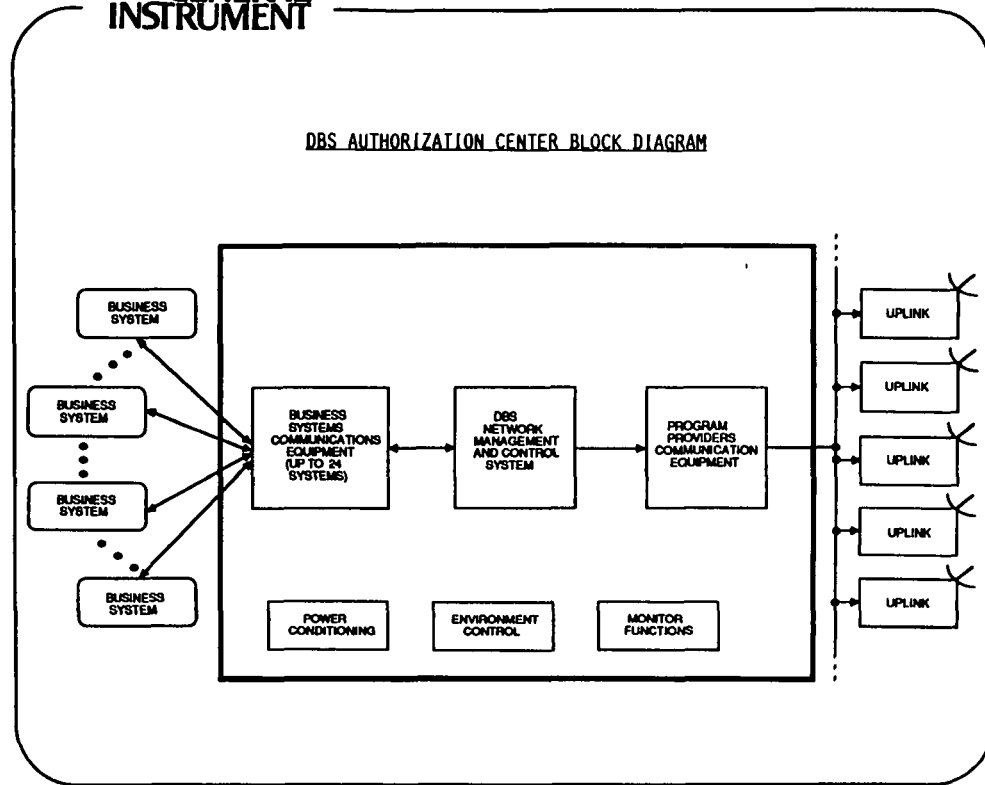 INSTRUMENT
DBS AUTHORIZATION CENTER BLOCK DIAGRAM
BUSINESS
SYSTEM
BUSINESS
SYSTEM
BUSINESS
SYSTEM
BUSINESS
SYSTEM
BUSINESS
SYSTEMS
COMMUNICATIONS
EQUIPMENT
(UP TO 24
SYSTEMS)
DBS
NETWORK
MANAGEMENT
AND CONTROL
SYSTEM
PROGRAM
PROVIDERS
COMMUNICATION
EQUIPMENT
POWER
CONDITIONING
ENVIRONMENT
CONTROL
MONITOR
FUNCTIONS
UPLINK
UPLINK
UPLINK
UPLINK
UPLINK